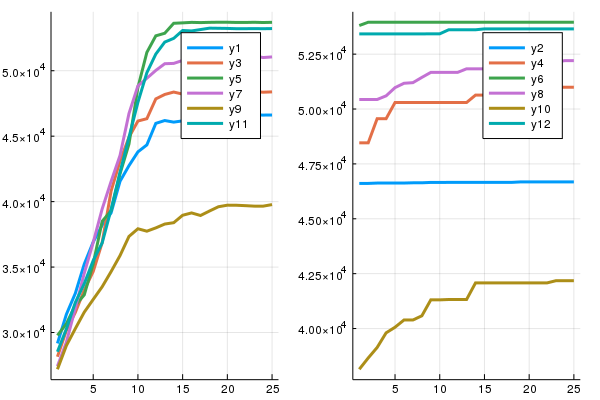 y1
y3
y5
y7
y9
y11
5.0×10⁴
4.5×10⁴
4.0×10⁴
3.5×10⁴
3.0×10⁴
5 10 15 20 25
y2
y4
y6
y8
y10
y12
5.25×10⁴
5.00×10⁴
4.75×10⁴
4.50×10⁴
4.25×10⁴
4.00×10⁴
5 10 15 20 25